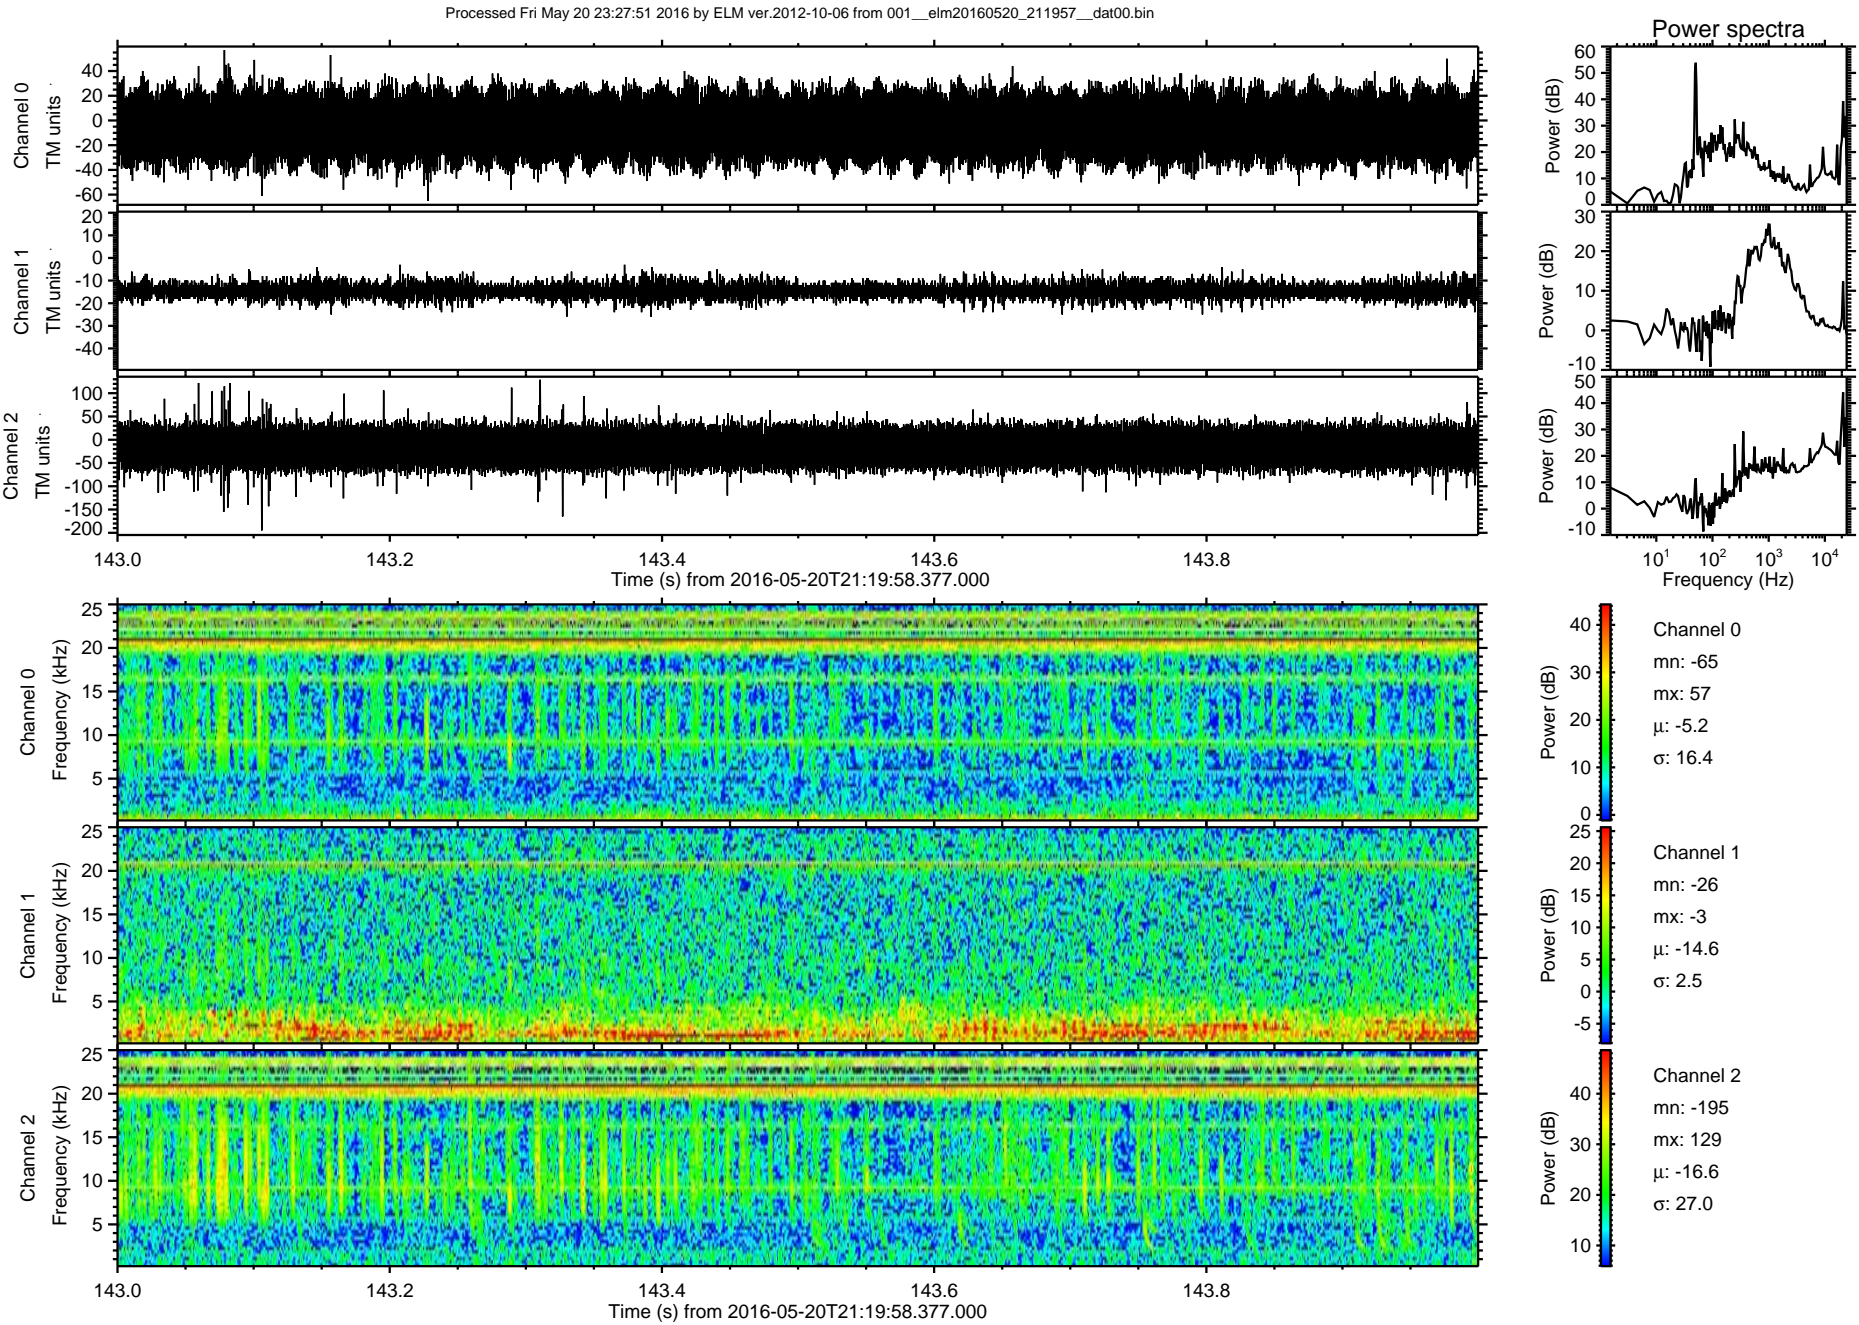 Processed Fri May 20 23:27:51 2016 by ELM ver.2012-10-06 from 001__elm20160520_211957__dat00.bin
Power spectra
Channel 0
TM units
40
20
0
-20
-40
-60
Power (dB)
60
50
40
30
20
10
0
Channel 1
TM units
20
10
0
-10
-20
-30
-40
Power (dB)
30
20
10
0
-10
Channel 2
TM units
100
50
0
-50
-100
-150
-200
Power (dB)
50
40
30
20
10
0
-10
143.0 143.2 143.4 143.6 143.8
Time (s) from 2016-05-20T21:19:58.377.000
10^1 10^2 10^3 10^4
Frequency (Hz)
Channel 0
Frequency (kHz)
25
20
15
10
5
Power (dB)
40
30
20
10
0
Channel 0
mn: -65
mx: 57
µ: -5.2
σ: 16.4
Channel 1
Frequency (kHz)
25
20
15
10
5
Power (dB)
25
20
15
10
5
0
-5
Channel 1
mn: -26
mx: -3
µ: -14.6
σ: 2.5
Channel 2
Frequency (kHz)
25
20
15
10
5
Power (dB)
40
30
20
10
Channel 2
mn: -195
mx: 129
µ: -16.6
σ: 27.0
143.0 143.2 143.4 143.6 143.8
Time (s) from 2016-05-20T21:19:58.377.000